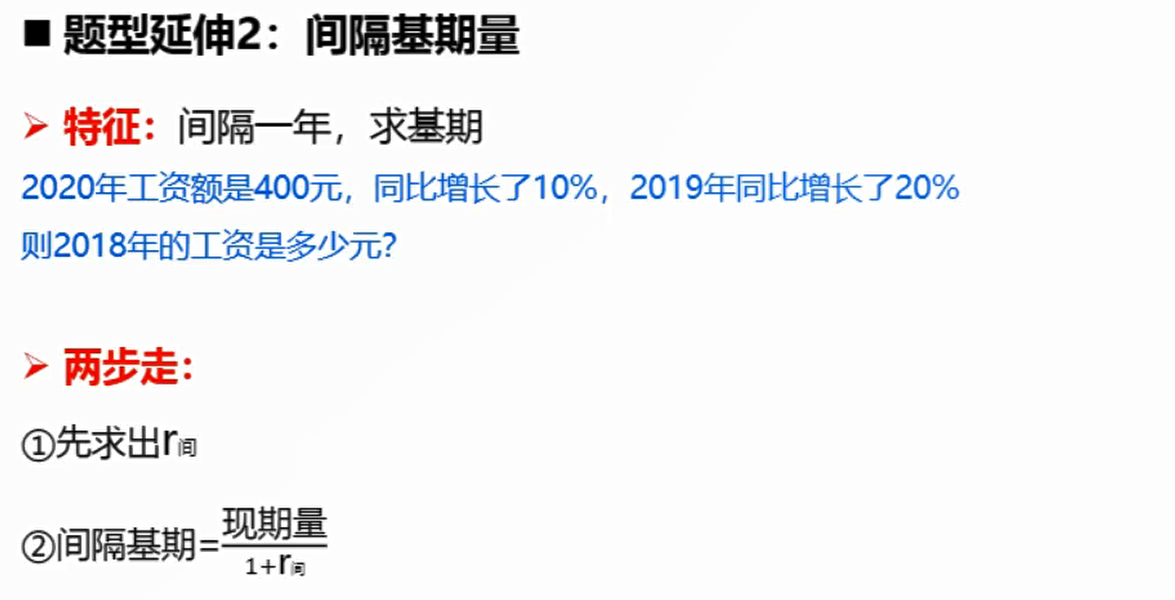 ■ 题型延伸2：间隔基期量
➢ 特征：间隔一年，求基期
2020年工资额是400元，同比增长了10%，2019年同比增长了20%
则2018年的工资是多少元？
➢ 两步走：
①先求出r间
②间隔基期=现期量/1+r间